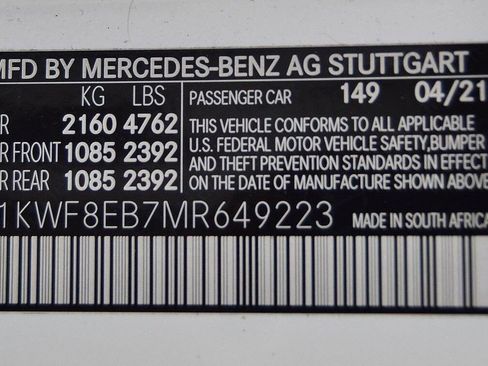 MFD BY MERCEDES-BENZ AG STUTTGART
KG LBS PASSENGER CAR 149 04/21
R 2160 4762 THIS VEHICLE CONFORMS TO ALL APPLICABLE
R FRONT 1085 2392 U.S. FEDERAL MOTOR VEHICLE SAFETY, BUMPER
R REAR 1085 2392 AND THEFT PREVENTION STANDARDS IN EFFECT
ON THE DATE OF MANUFACTURE SHOWN ABOVE.
1KWF8EB7MR649223 MADE IN SOUTH AFRICA